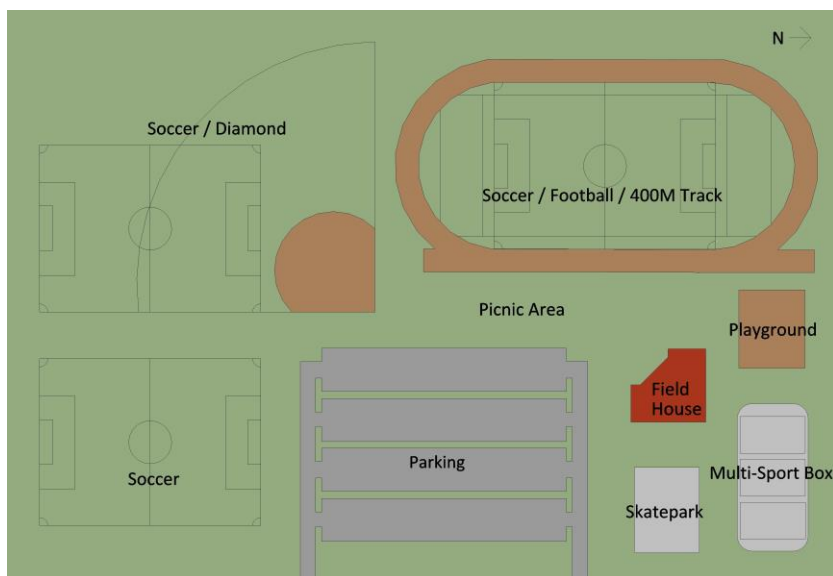 N
Soccer / Diamond
Soccer / Football / 400M Track
Picnic Area
Playground
Field
House
Parking
Multi-Sport Box
Soccer
Skatepark